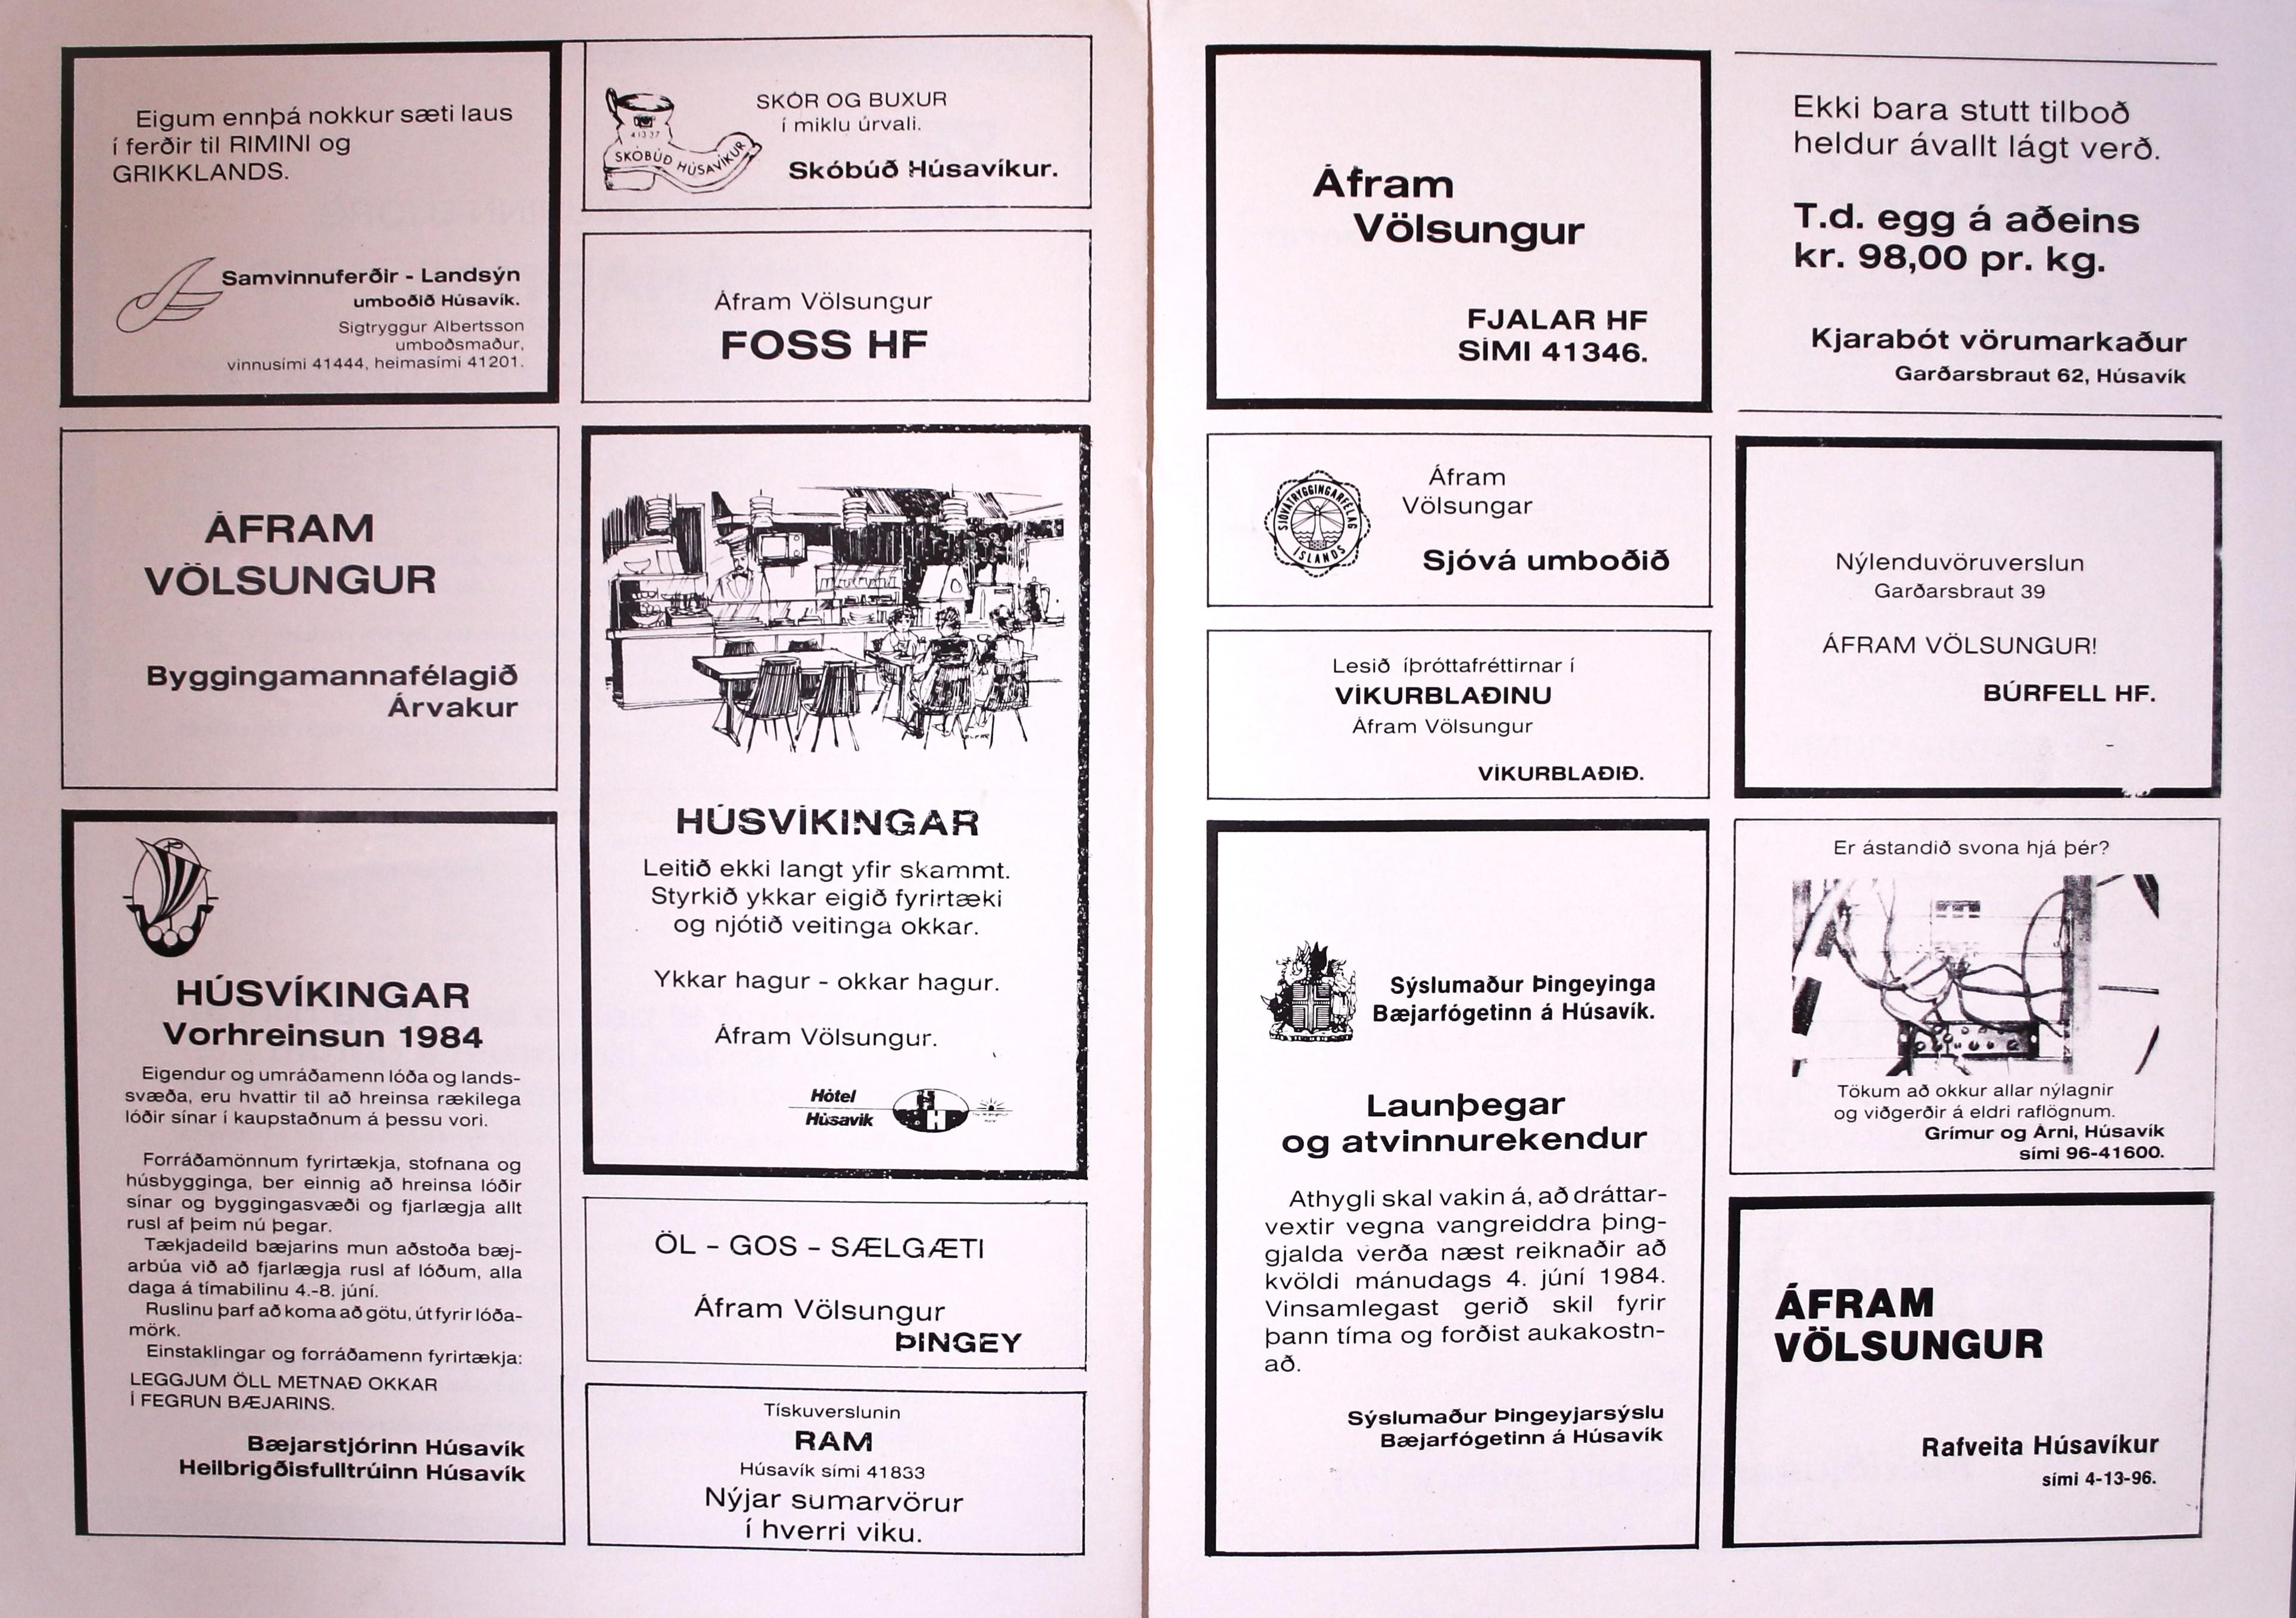 Eigum ennþá nokkur sæti laus
í ferðir til RIMINI og
GRIKKLANDS.
Samvinnuferðir - Landsýn
umboðið Húsavík.
Sigtryggur Albertsson
umboðsmaður,
vinnusími 41444, heimasími 41201.
ÁFRAM
VÖLSUNGUR
Byggingamannafélagið
Árvakur
HÚSVÍKINGAR
Vorhreinsun 1984
Eigendur og umráðamenn lóða og lands-
svæða, eru hvattir til að hreinsa rækilega
lóðir sínar í kaupstaðnum á þessu vori.
Forráðamönnum fyrirtækja, stofnana og
húsbygginga, ber einnig að hreinsa lóðir
sínar og byggingasvæði og fjarlægja allt
rusl af þeim nú þegar.
Tækjadeild bæjarins mun aðstoða bæj-
arbúa við að fjarlægja rusl af lóðum, alla
daga á tímabilinu 4.-8. júní.
Ruslinu þarf að koma að götu, út fyrir lóða-
mörk.
Einstaklingar og forráðamenn fyrirtækja:
LEGGJUM ÖLL METNAÐ OKKAR
Í FEGRUN BÆJARINS.
Bæjarstjórinn Húsavík
Heilbrigðisfulltrúinn Húsavík
41337
SKÓBÚÐ HÚSAVÍKUR
SKÓR OG BUXUR
í miklu úrvali.
Skóbúð Húsavíkur.
Áfram Völsungur
FOSS HF
HÚSVÍKINGAR
Leitið ekki langt yfir skammt.
Styrkið ykkar eigið fyrirtæki
og njótið veitinga okkar.
Ykkar hagur - okkar hagur.
Áfram Völsungur.
Hótel
Húsavik
ÖL - GOS - SÆLGÆTI
Áfram Völsungur
ÞINGEY
Tískuverslunin
RAM
Húsavík sími 41833
Nýjar sumarvörur
í hverri viku.
Áfram
Völsungur
FJALAR HF
SÍMI 41346.
SJÓVÁTRYGGINGARFÉLAG
ÍSLANDS
Áfram
Völsungar
Sjóvá umboðið
Lesið íþróttafréttirnar í
VÍKURBLAÐINU
Áfram Völsungur
VÍKURBLAÐIÐ.
Sýslumaður Þingeyinga
Bæjarfógetinn á Húsavík.
Launþegar
og atvinnurekendur
Athygli skal vakin á, að dráttar-
vextir vegna vangreiddra þing-
gjalda verða næst reiknaðir að
kvöldi mánudags 4. júní 1984.
Vinsamlegast gerið skil fyrir
þann tíma og forðist aukakostn-
að.
Sýslumaður Þingeyjarsýslu
Bæjarfógetinn á Húsavík
Ekki bara stutt tilboð
heldur ávallt lágt verð.
T.d. egg á aðeins
kr. 98,00 pr. kg.
Kjarabót vörumarkaður
Garðarsbraut 62, Húsavík
Nýlenduvöruverslun
Garðarsbraut 39
ÁFRAM VÖLSUNGUR!
BÚRFELL HF.
Er ástandið svona hjá þér?
Tökum að okkur allar nýlagnir
og viðgerðir á eldri raflögnum.
Grímur og Árni, Húsavík
sími 96-41600.
ÁFRAM
VÖLSUNGUR
Rafveita Húsavíkur
sími 4-13-96.